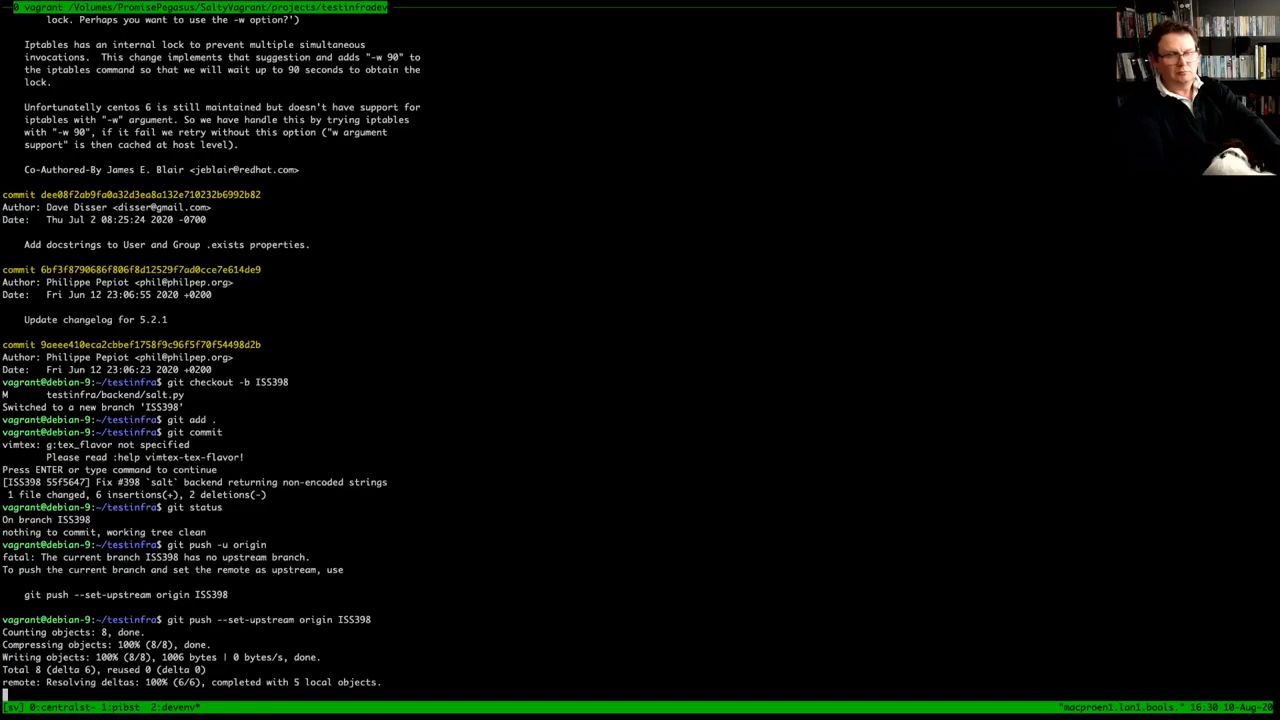 0 vagrant /Volumes/PromisePegasus/SaltyVagrant/projects/testinfradev
lock. Perhaps you want to use the -w option?')
Iptables has an internal lock to prevent multiple simultaneous
invocations.  This change implements that suggestion and adds "-w 90" to
the iptables command so that we will wait up to 90 seconds to obtain the
lock.
Unfortunatelly centos 6 is still maintained but doesn't have support for
iptables with "-w" argument. So we have handle this by trying iptables
with "-w 90", if it fail we retry without this option ("w argument
support" is then cached at host level).
Co-Authored-By James E. Blair <jeblair@redhat.com>
commit dee08f2ab9fa0a32d3ea8a132e710232b6992b82
Author: Dave Disser <disser@gmail.com>
Date:   Thu Jul 2 08:25:24 2020 -0700
Add docstrings to User and Group .exists properties.
commit 6bf3f8790686f806f8d12529f7ad0cce7e614de9
Author: Philippe Pepiot <phil@philpep.org>
Date:   Fri Jun 12 23:06:55 2020 +0200
Update changelog for 5.2.1
commit 9aeee410eca2cbbef1758f9c96f5f70f54498d2b
Author: Philippe Pepiot <phil@philpep.org>
Date:   Fri Jun 12 23:06:23 2020 +0200
vagrant@debian-9:~/testinfra$ git checkout -b ISS398
M       testinfra/backend/salt.py
Switched to a new branch 'ISS398'
vagrant@debian-9:~/testinfra$ git add .
vagrant@debian-9:~/testinfra$ git commit
vimtex: g:tex_flavor not specified
Please read :help vimtex-tex-flavor!
Press ENTER or type command to continue
[ISS398 55f5647] Fix #398 `salt` backend returning non-encoded strings
1 file changed, 6 insertions(+), 2 deletions(-)
vagrant@debian-9:~/testinfra$ git status
On branch ISS398
nothing to commit, working tree clean
vagrant@debian-9:~/testinfra$ git push -u origin
fatal: The current branch ISS398 has no upstream branch.
To push the current branch and set the remote as upstream, use
git push --set-upstream origin ISS398
vagrant@debian-9:~/testinfra$ git push --set-upstream origin ISS398
Counting objects: 8, done.
Compressing objects: 100% (8/8), done.
Writing objects: 100% (8/8), 1006 bytes | 0 bytes/s, done.
Total 8 (delta 6), reused 0 (delta 0)
remote: Resolving deltas: 100% (6/6), completed with 5 local objects.
[sv] 0:centralst- 1:pibst  2:devenv* "macproen1.lan1.bools." 16:30 10-Aug-20